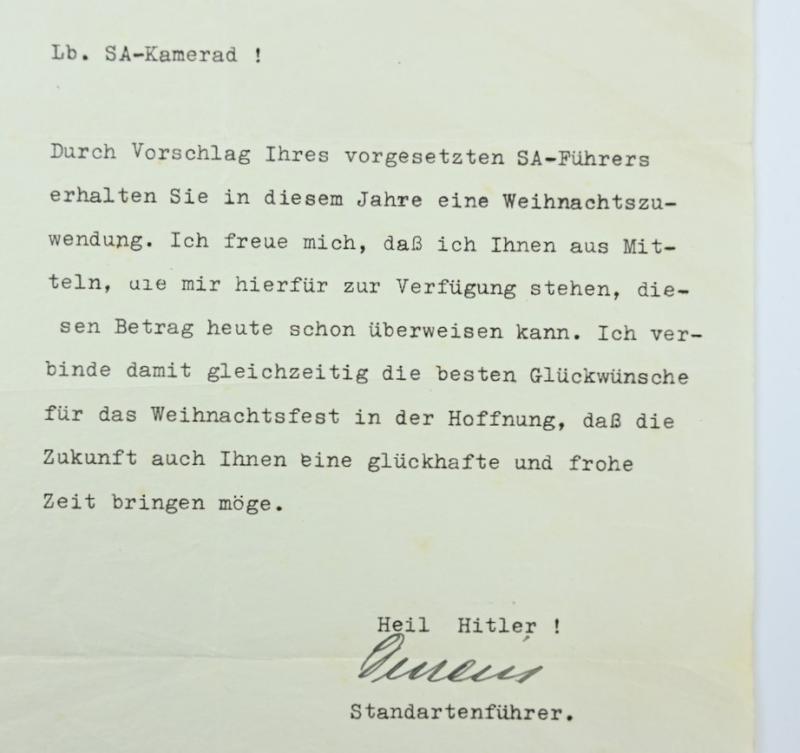 Lb. SA-Kamerad !
Durch Vorschlag Ihres vorgesetzten SA-Führers
erhalten Sie in diesem Jahre eine Weihnachtszu-
wendung. Ich freue mich, daß ich Ihnen aus Mit-
teln, die mir hierfür zur Verfügung stehen, die-
sen Betrag heute schon überweisen kann. Ich ver-
binde damit gleichzeitig die besten Glückwünsche
für das Weihnachtsfest in der Hoffnung, daß die
Zukunft auch Ihnen eine glückhafte und frohe
Zeit bringen möge.
Heil Hitler !
Standartenführer.